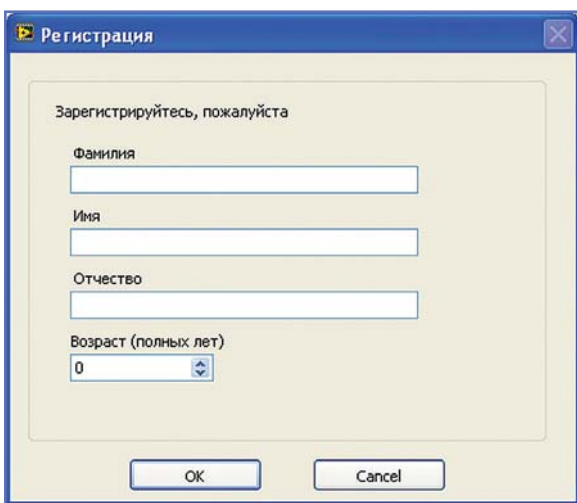 Регистрация
Зарегистрируйтесь, пожалуйста
Фамилия
Имя
Отчество
Возраст (полных лет)
0
OK
Cancel